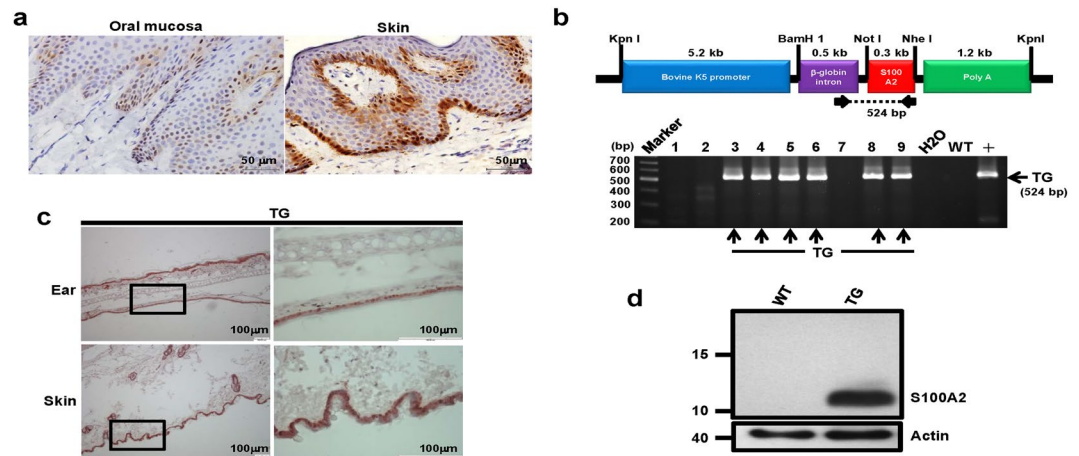 a
Oral mucosa
Skin
50 µm
50µm
b
Kpn I
BamH 1
Not I
Nhe I
KpnI
5.2 kb
0.5 kb
0.3 kb
1.2 kb
Bovine K5 promoter
β-globin
intron
S100
A2
Poly A
524 bp
(bp)
Marker
1
2
3
4
5
6
7
8
9
H2O
WT
+
700
600
500
400
300
200
TG
(524 bp)
TG
c
TG
Ear
100µm
100µm
Skin
100µm
100µm
d
WT
TG
15
10
S100A2
40
Actin